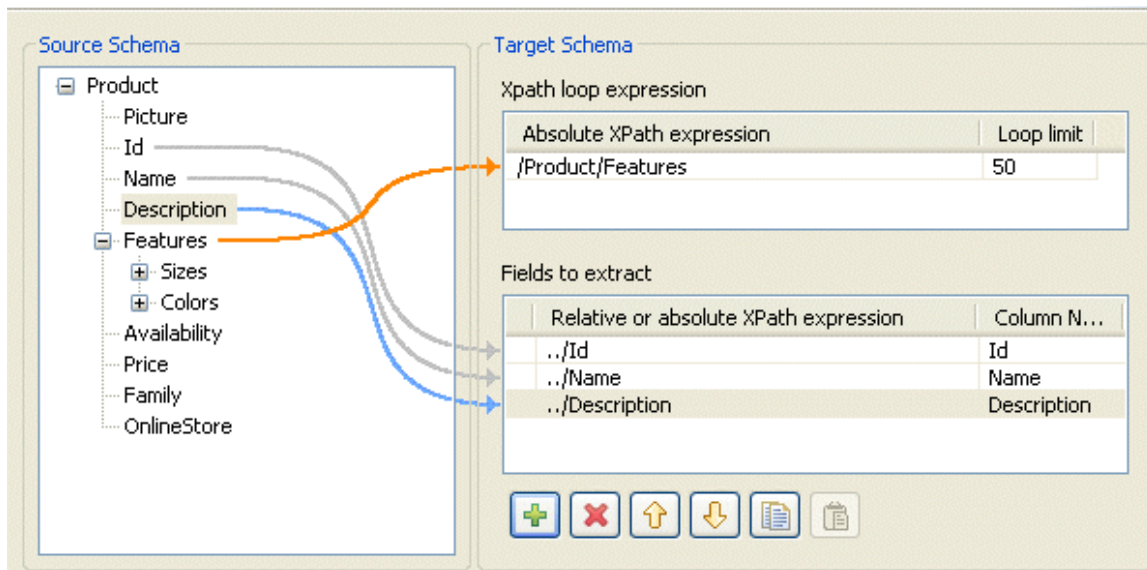 Source Schema
Product
Picture
Id
Name
Description
Features
Sizes
Colors
Availability
Price
Family
OnlineStore
Target Schema
Xpath loop expression
Absolute XPath expression Loop limit
/Product/Features 50
Fields to extract
Relative or absolute XPath expression Column N...
../Id Id
../Name Name
../Description Description